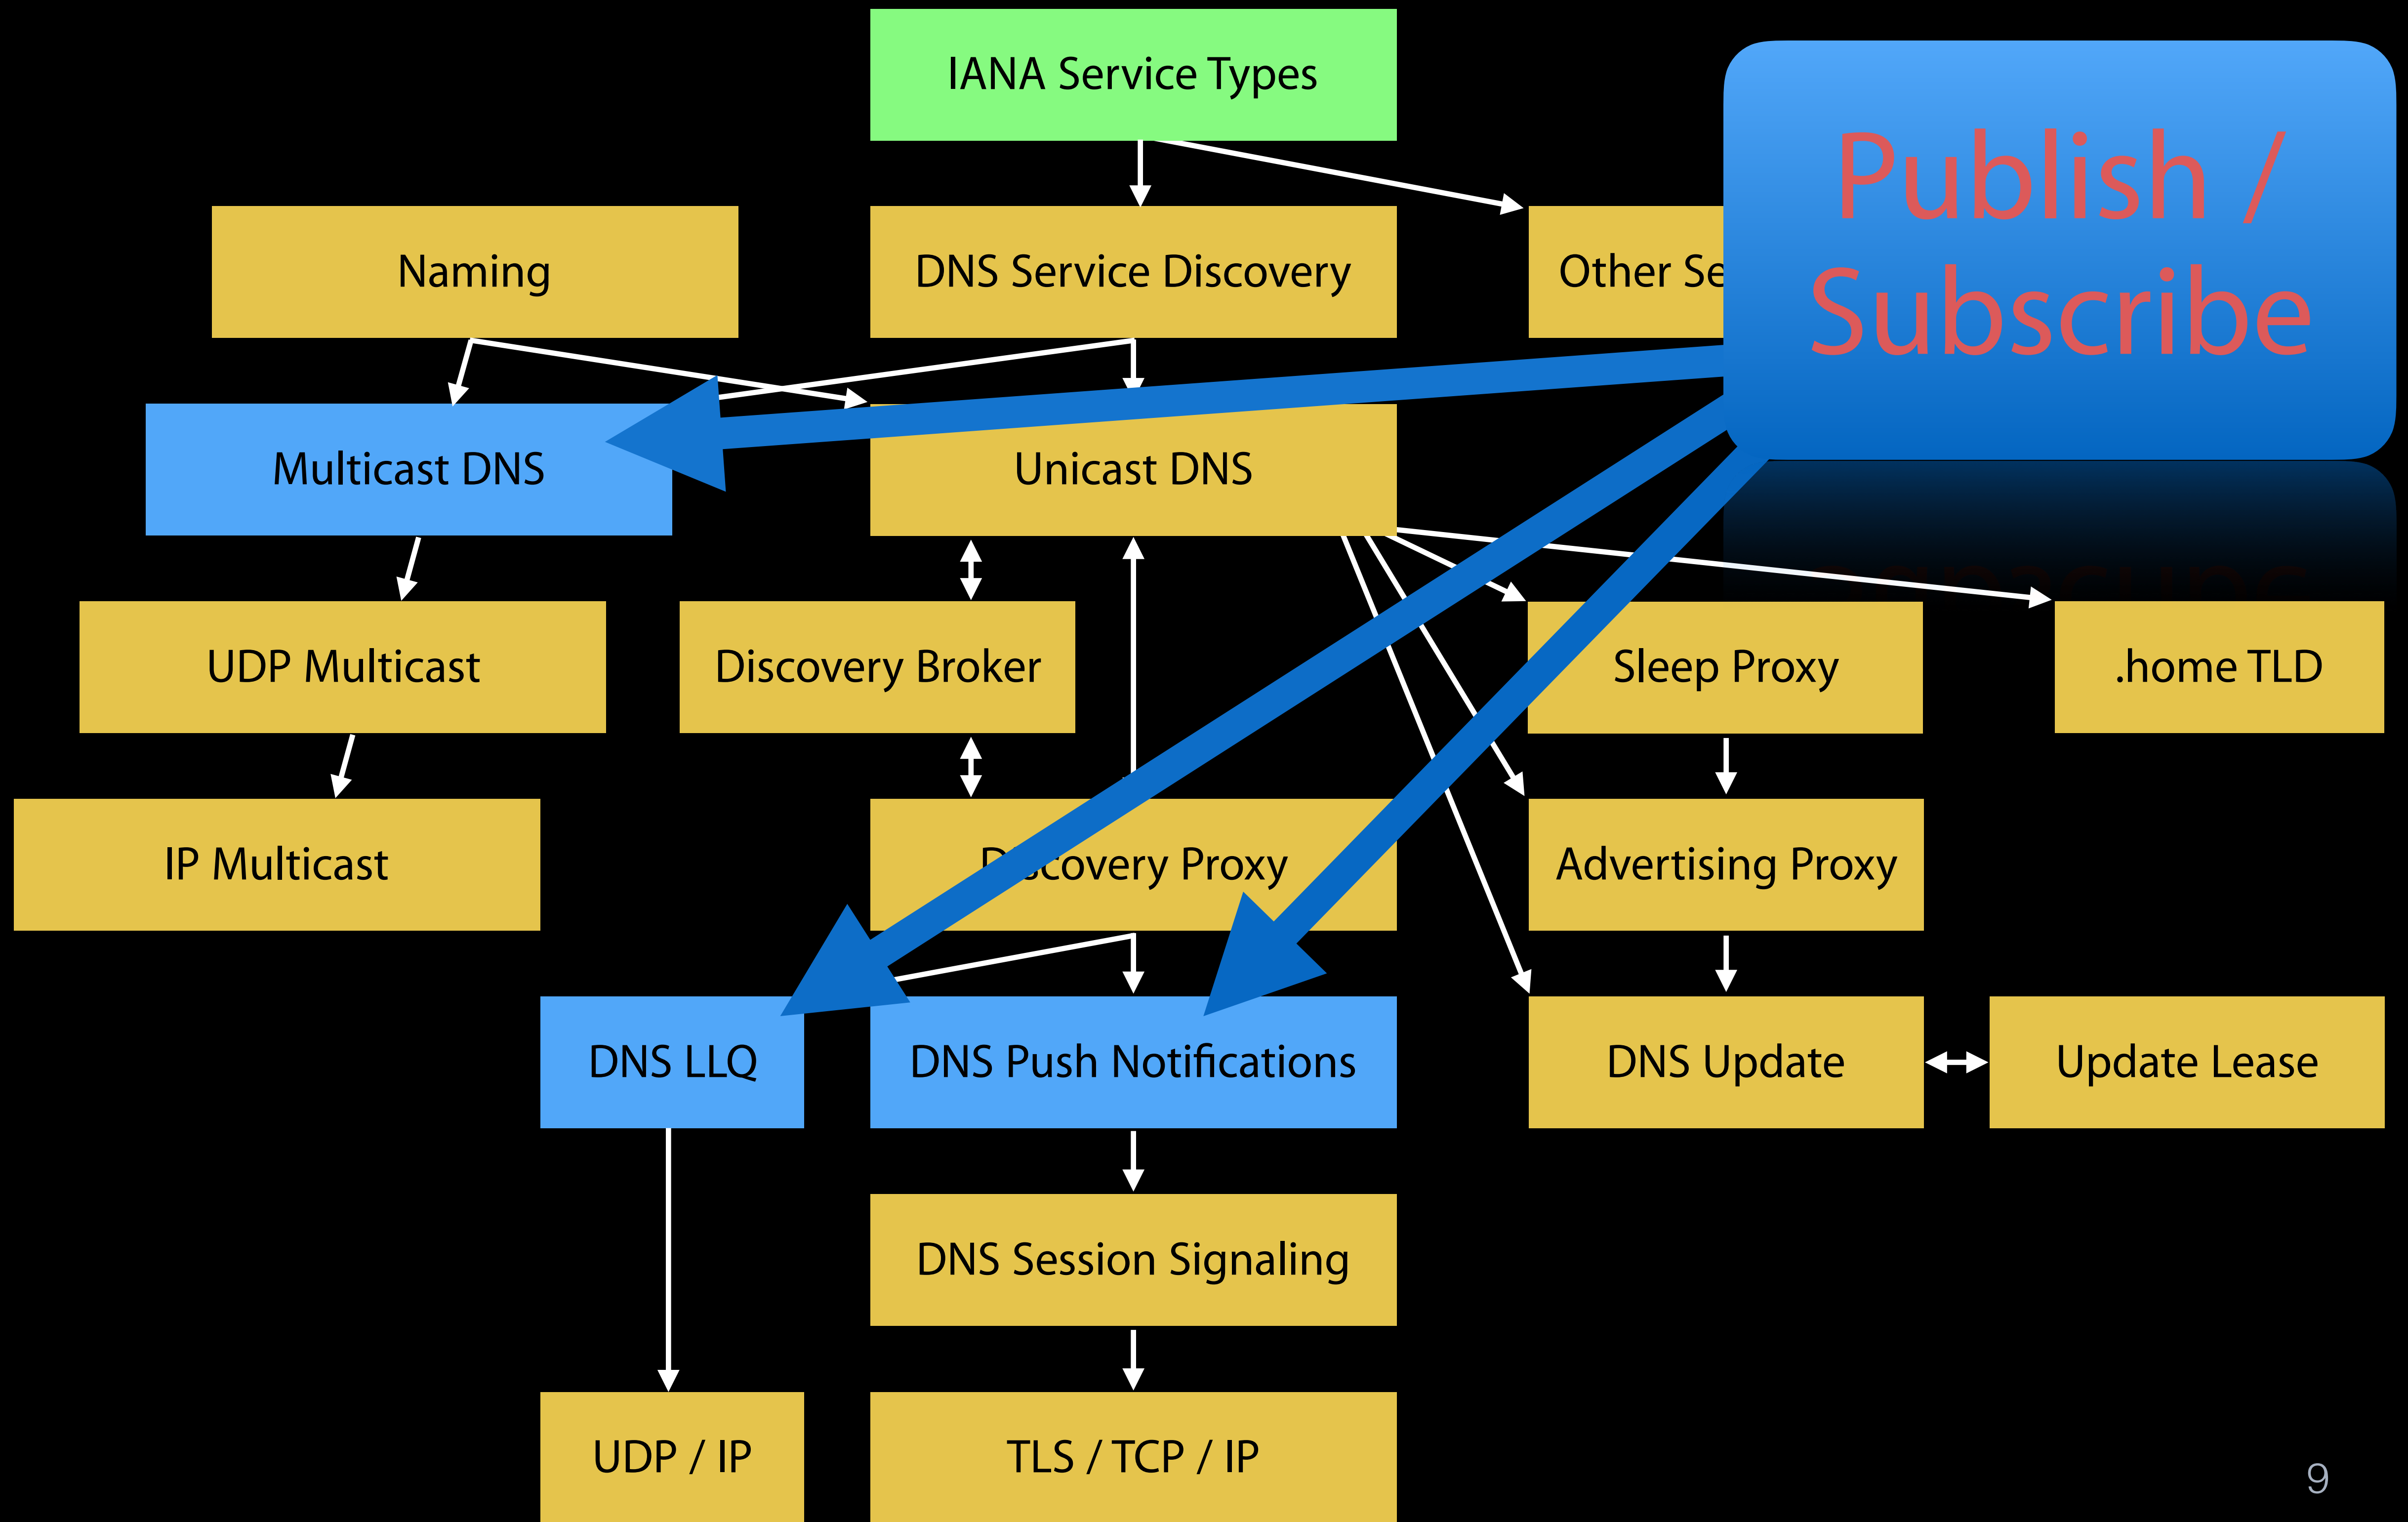 IANA Service Types
Publish /
Subscribe
Naming
DNS Service Discovery
Other
Multicast DNS
Unicast DNS
UDP Multicast
Discovery Broker
Sleep Proxy
.home TLD
IP Multicast
Discovery Proxy
Advertising Proxy
DNS LLQ
DNS Push Notifications
DNS Update
Update Lease
DNS Session Signaling
UDP / IP
TLS / TCP / IP
9